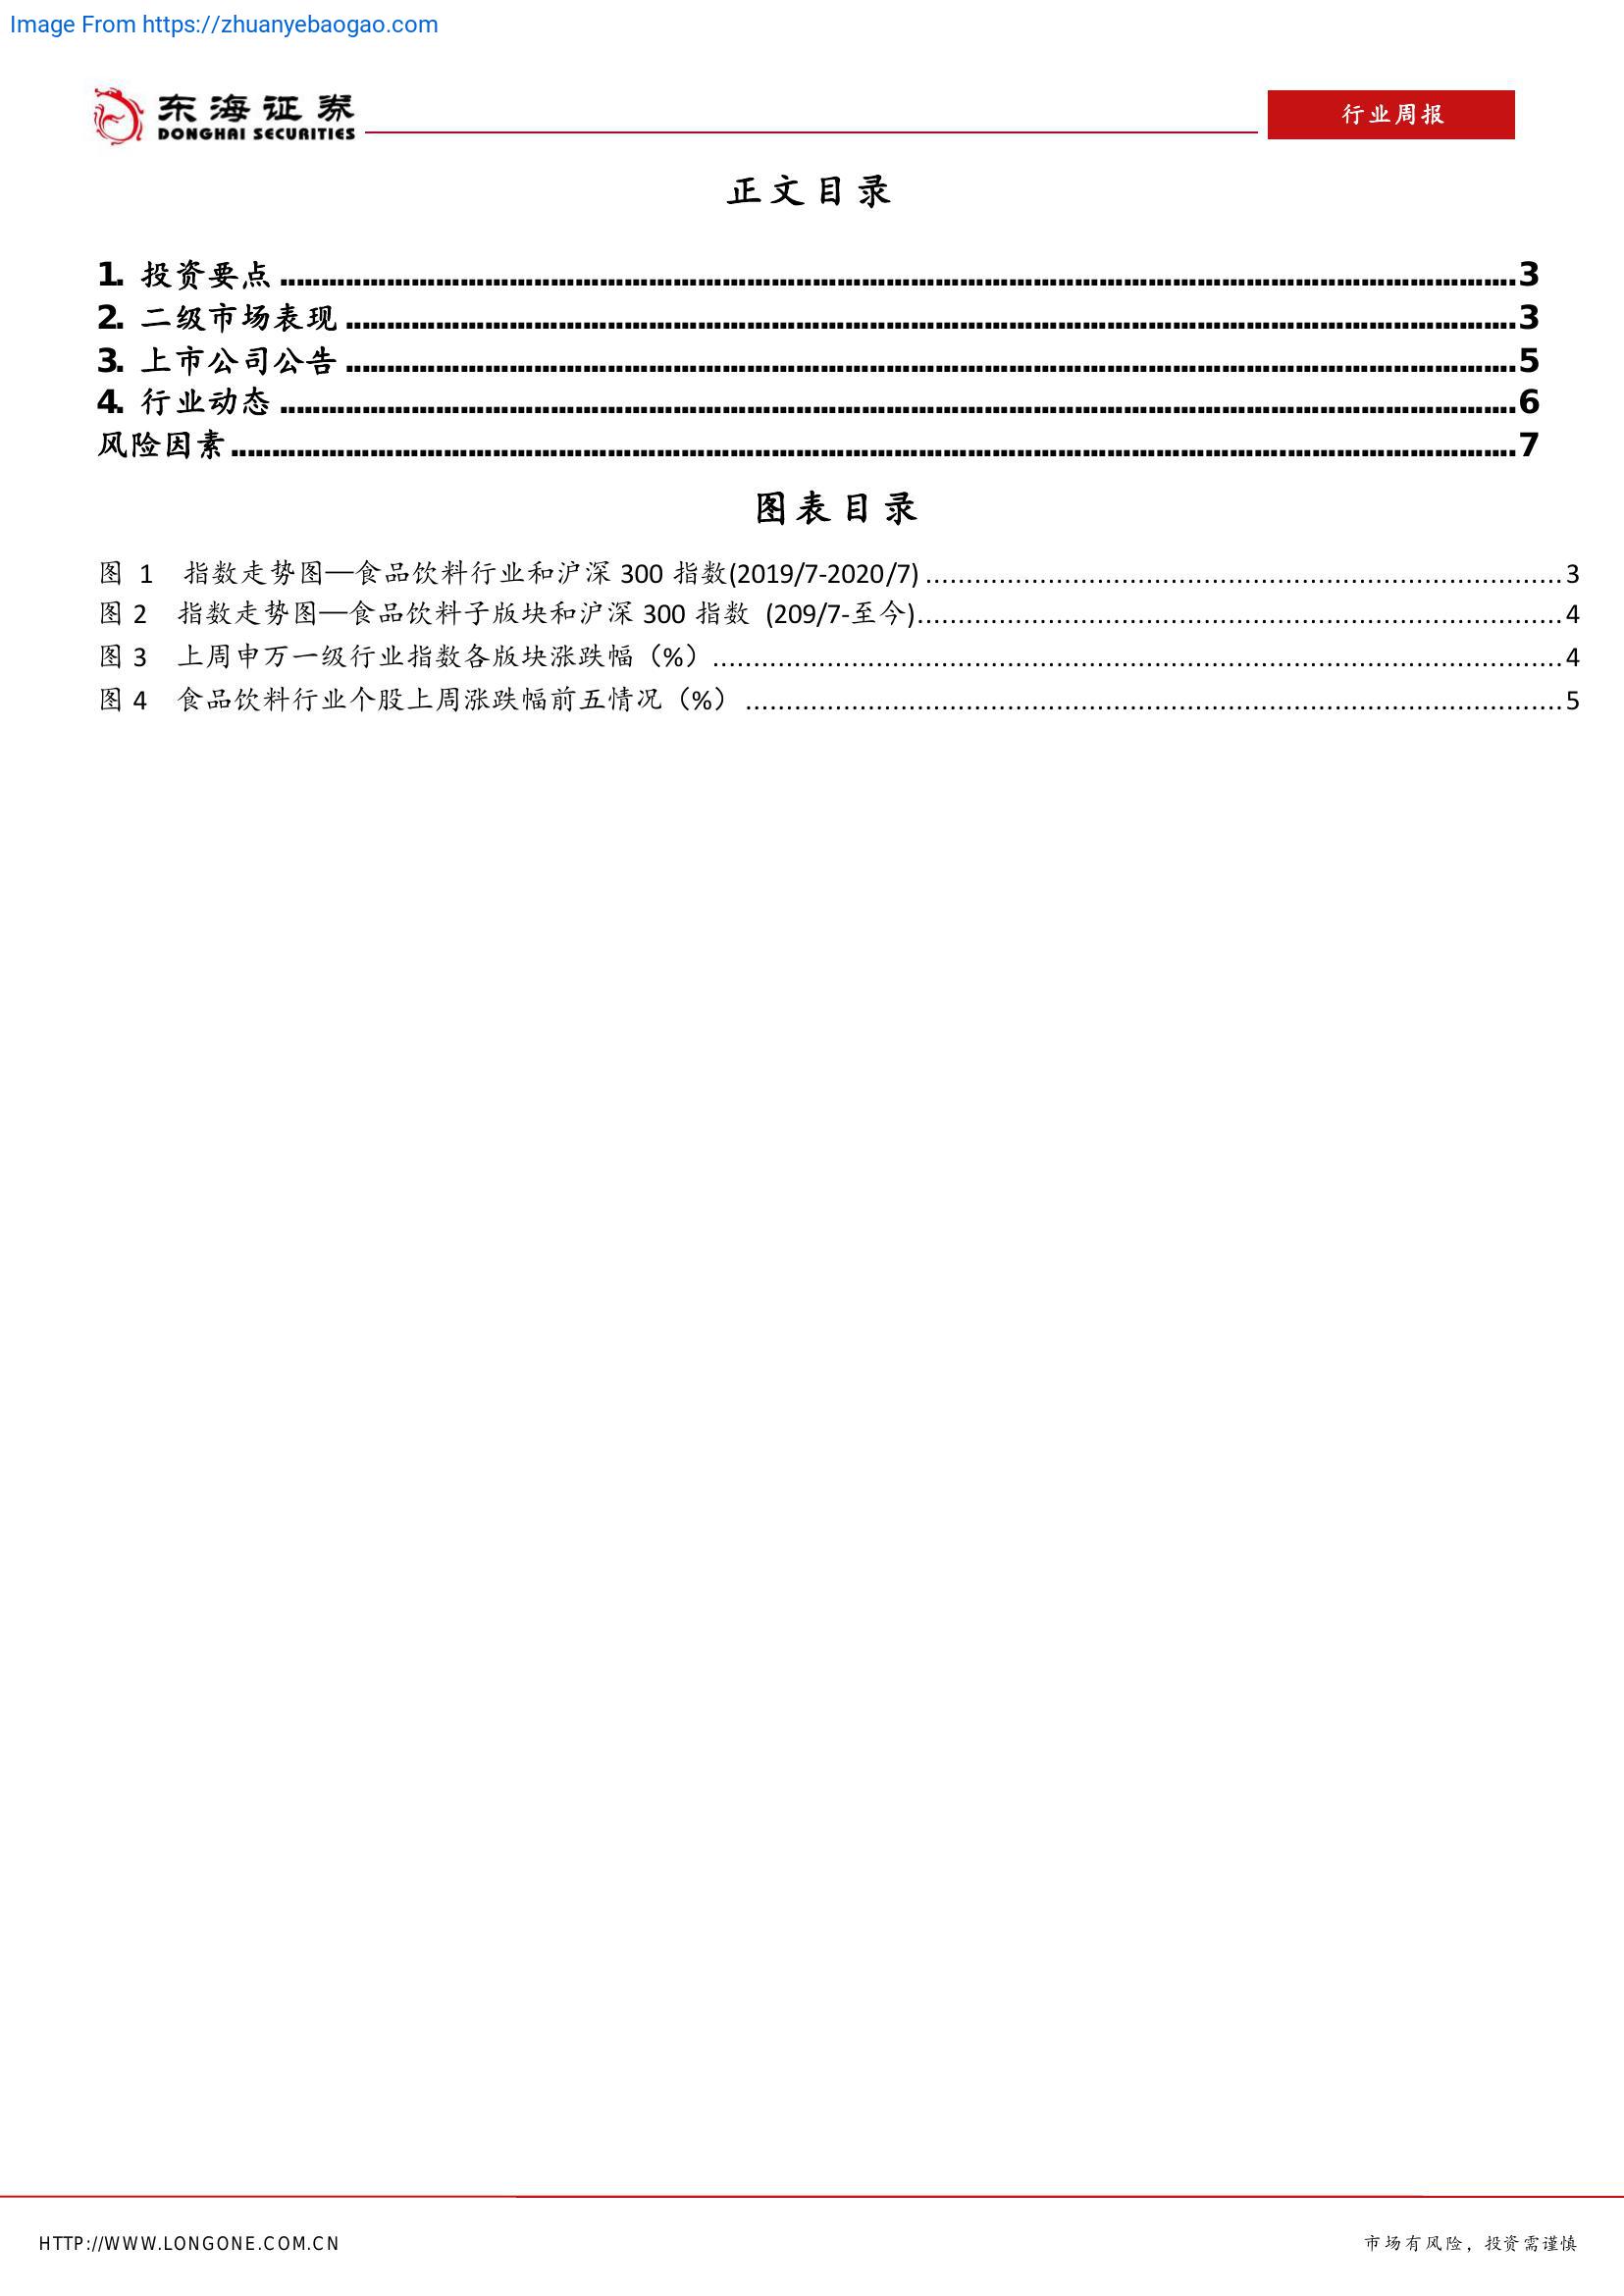 Image From https://zhuanyebaogao.com
东海证券
DONGHAI SECURITIES
行业周报
正文目录
1. 投资要点........................................3
2. 二级市场表现........................................3
3. 上市公司公告........................................5
4. 行业动态........................................6
风险因素........................................7
图表目录
图 1 指数走势图—食品饮料行业和沪深 300 指数(2019/7-2020/7)........................................3
图 2 指数走势图—食品饮料子版块和沪深 300 指数 (209/7-至今)........................................4
图 3 上周申万一级行业指数各版块涨跌幅（%）........................................4
图 4 食品饮料行业个股上周涨跌幅前五情况（%）........................................5
HTTP://WWW.LONGONE.COM.CN
市场有风险，投资需谨慎